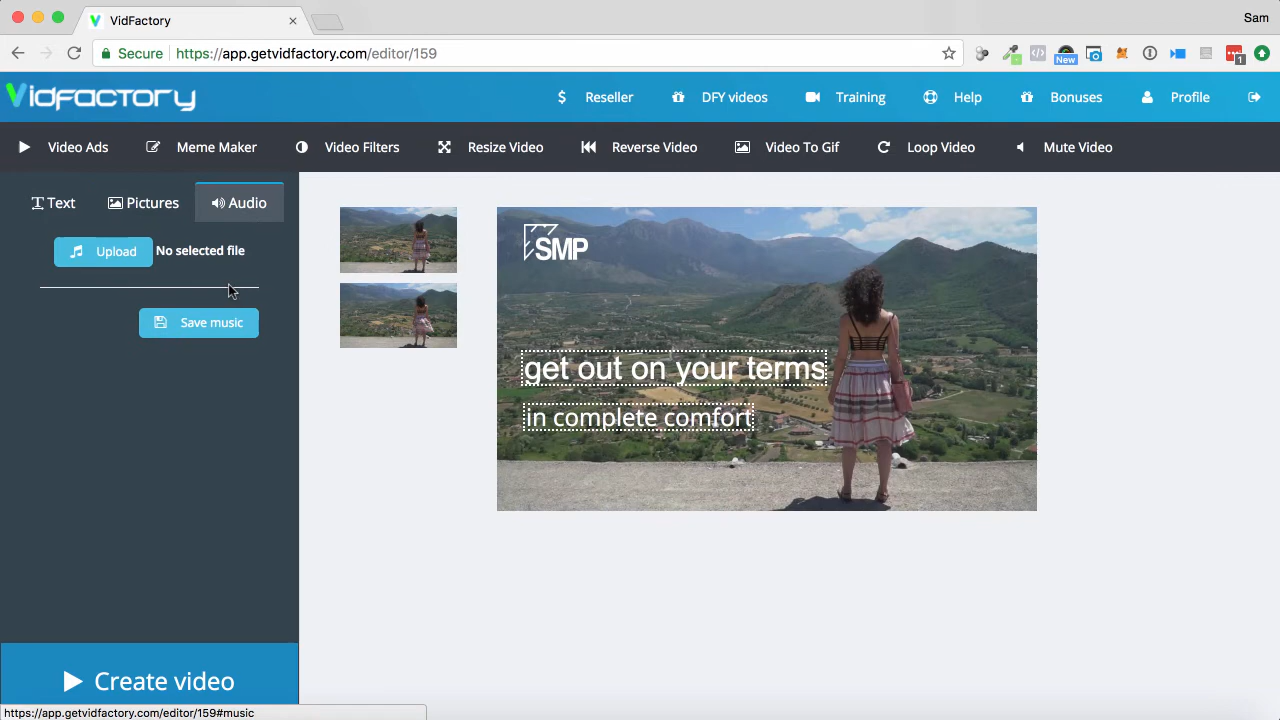 VidFactory
Sam
Secure https://app.getvidfactory.com/editor/159
New
1
Vidfactory
$ Reseller DFY videos Training Help Bonuses Profile
Video Ads Meme Maker Video Filters Resize Video Reverse Video Video To Gif Loop Video Mute Video
Text Pictures Audio
Upload No selected file
Save music
SMP
get out on your terms
in complete comfort
Create video
https://app.getvidfactory.com/editor/159#music